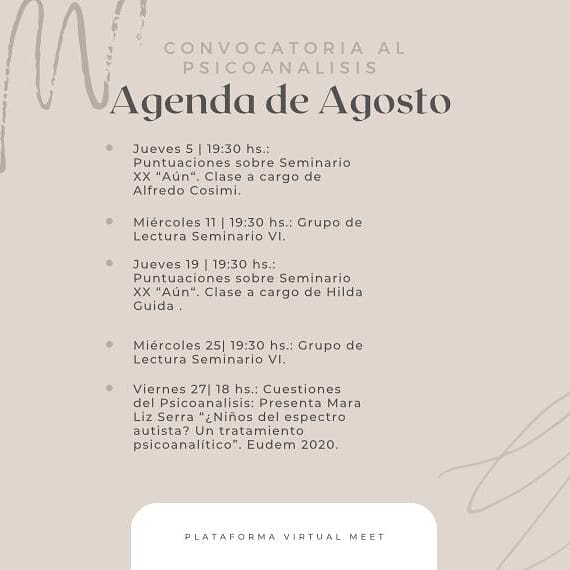 CONVOCATORIA AL
PSICOANALISIS
Agenda de Agosto
Jueves 5 | 19:30 hs.:
Puntuaciones sobre Seminario
XX “Aún“. Clase a cargo de
Alfredo Cosimi.
Miércoles 11 | 19:30 hs.: Grupo de
Lectura Seminario VI.
Jueves 19 | 19:30 hs.:
Puntuaciones sobre Seminario
XX “Aún“. Clase a cargo de Hilda
Guida .
Miércoles 25| 19:30 hs.: Grupo de
Lectura Seminario VI.
Viernes 27| 18 hs.: Cuestiones
del Psicoanalisis: Presenta Mara
Liz Serra “¿Niños del espectro
autista? Un tratamiento
psicoanalítico”. Eudem 2020.
PLATAFORMA VIRTUAL MEET